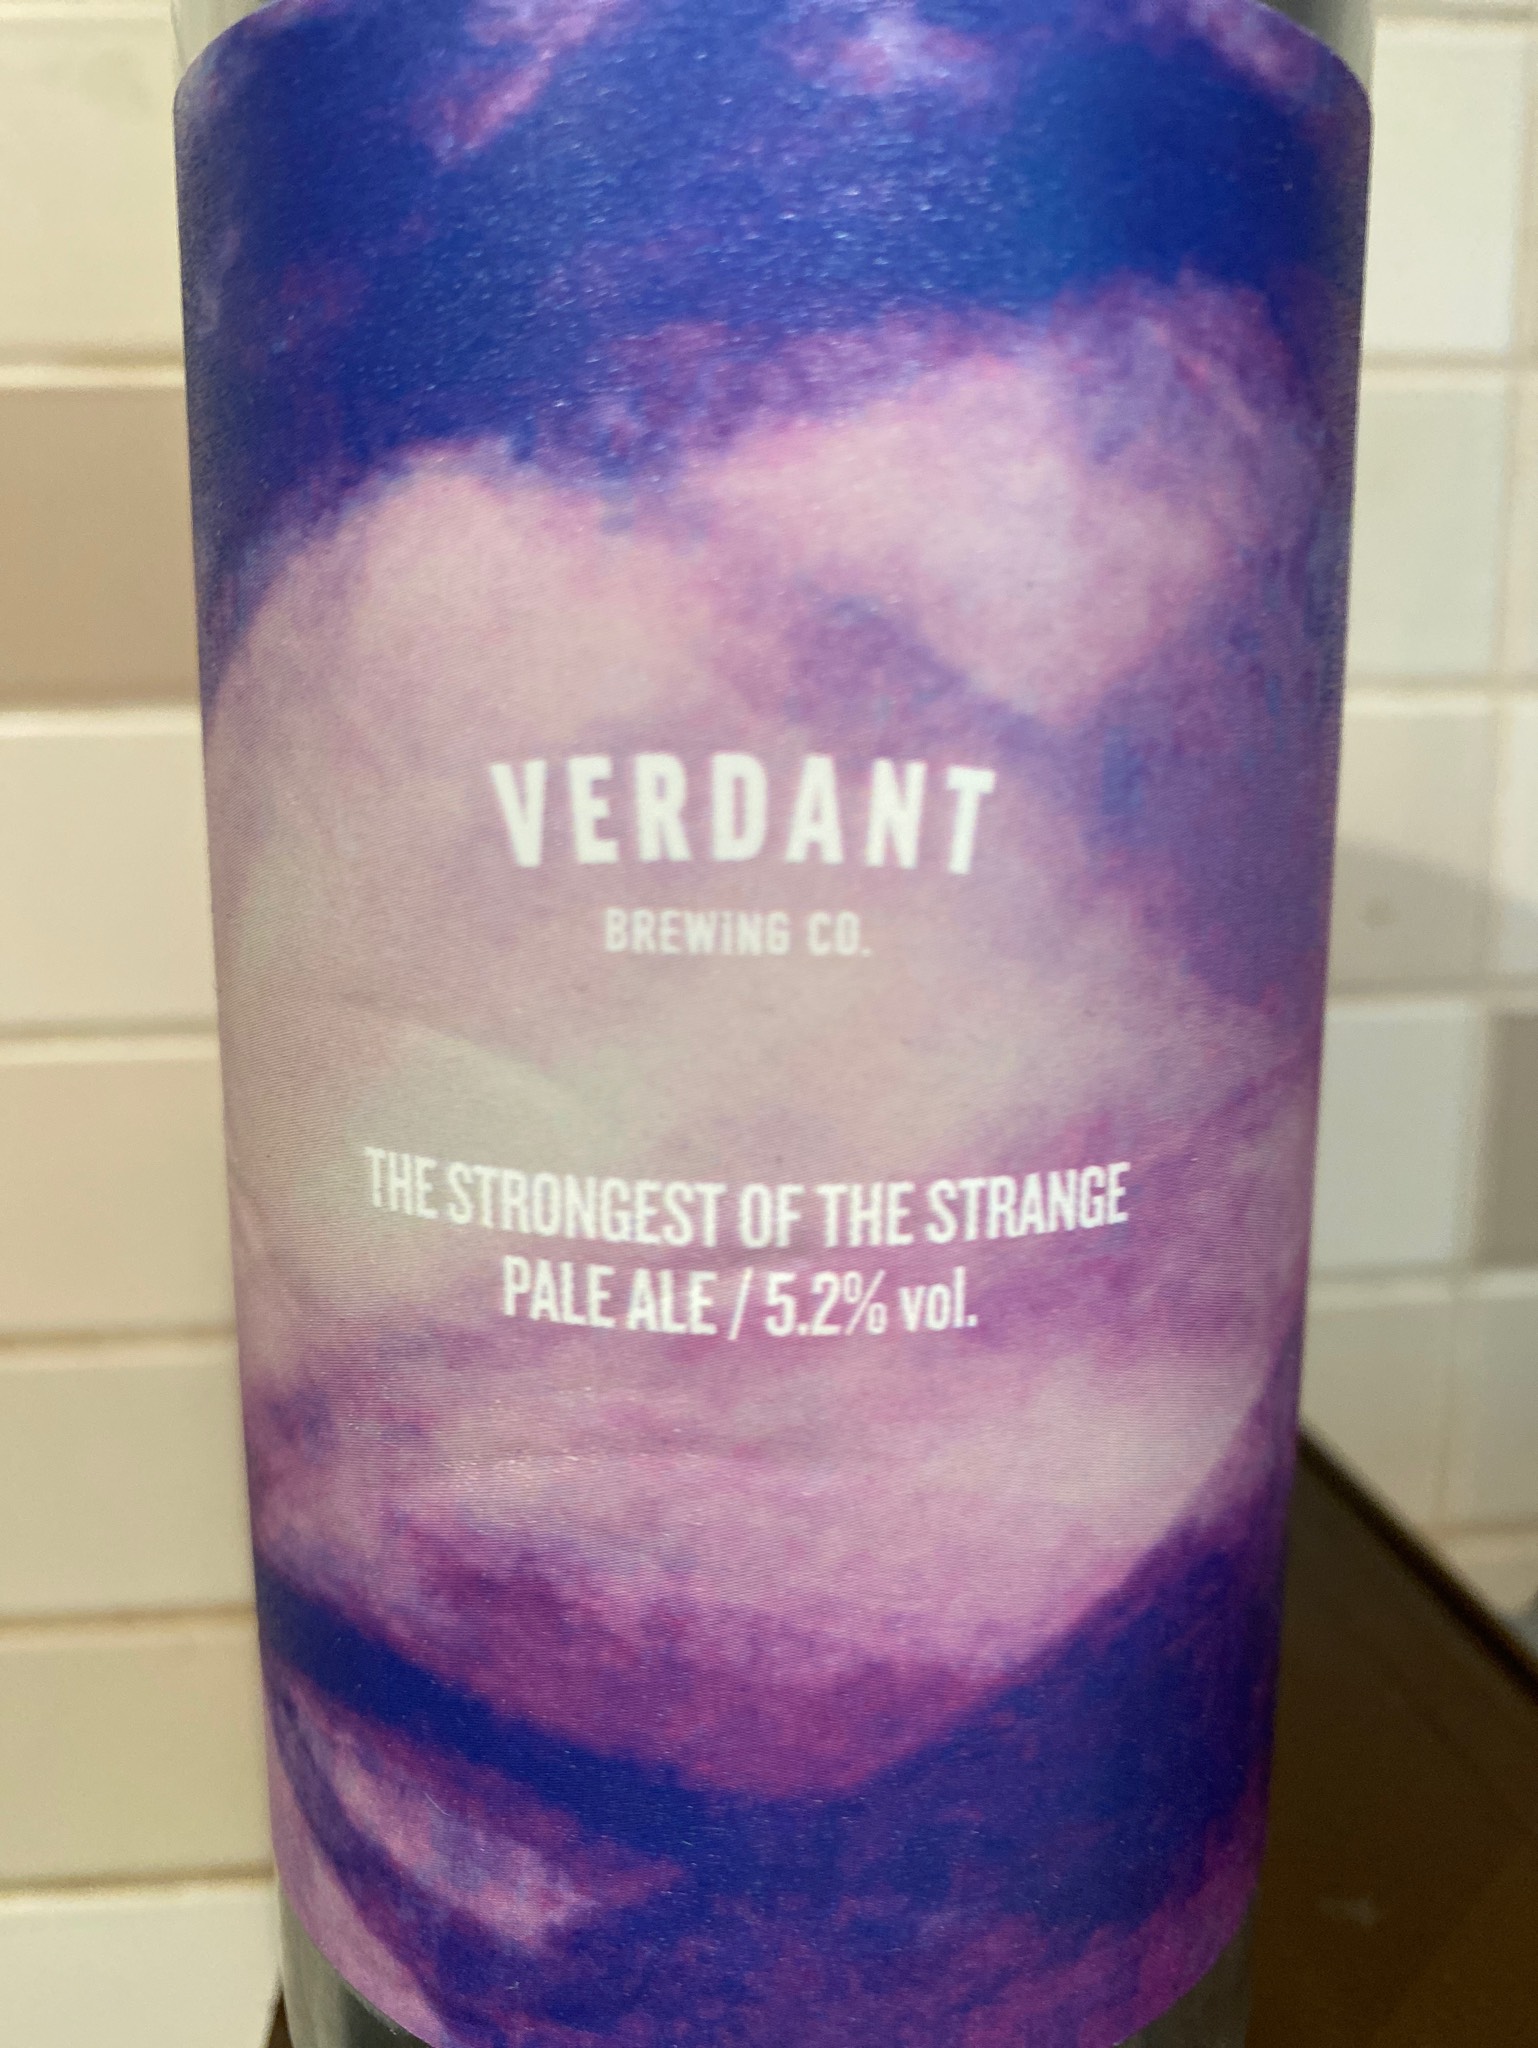 VERDANT
BREWING CO.
THE STRONGEST OF THE STRANGE
PALE ALE / 5.2% vol.